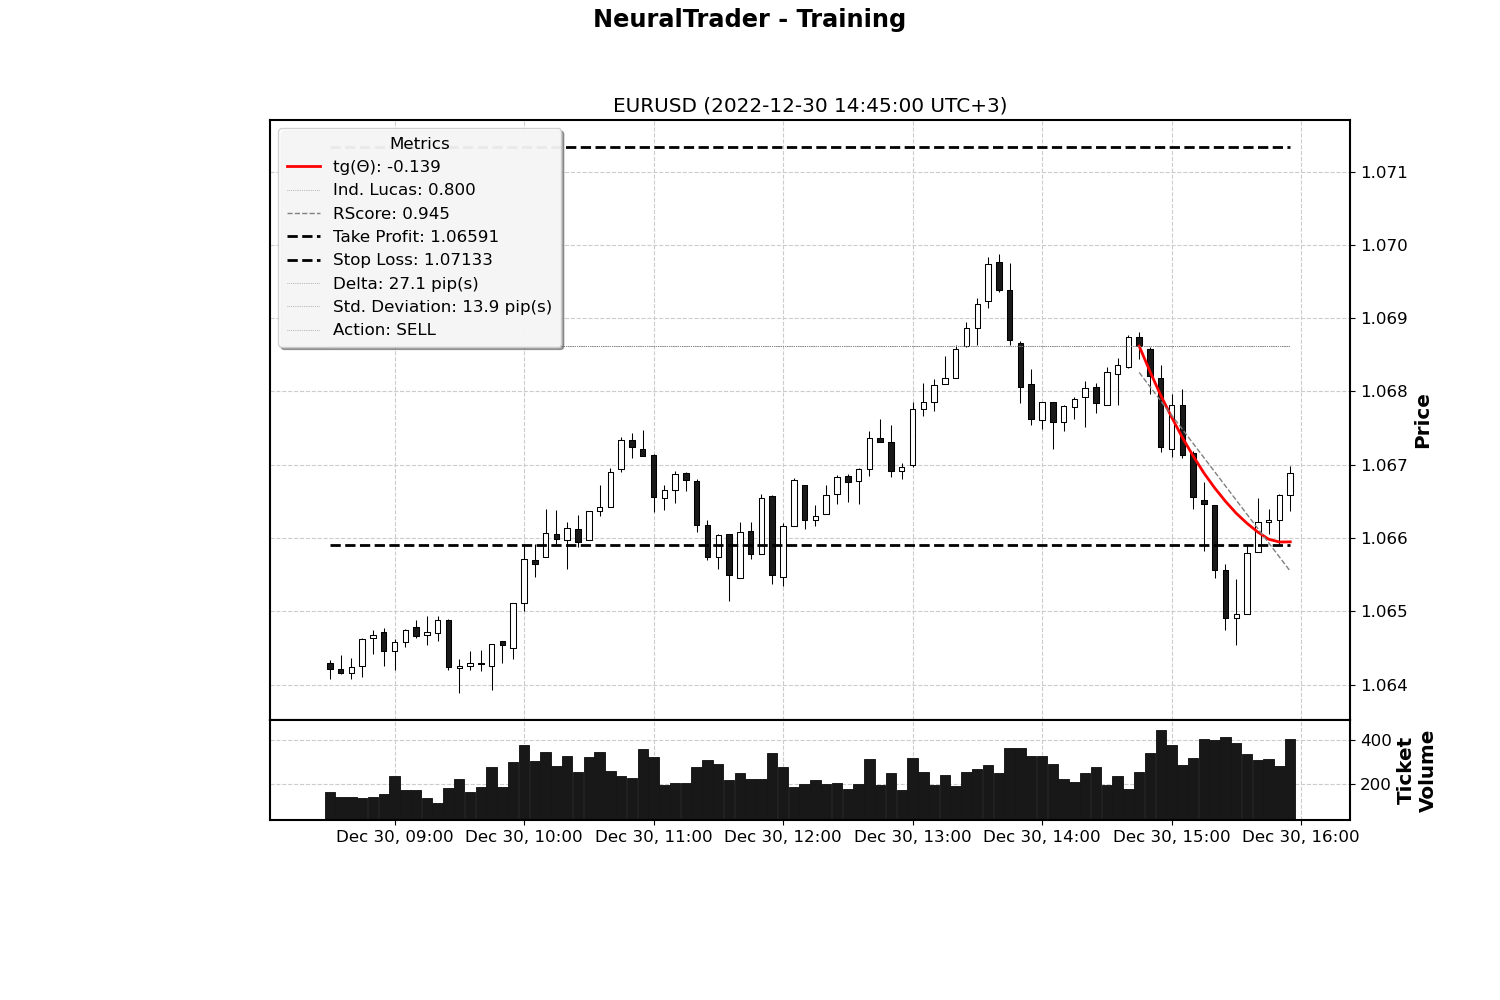 NeuralTrader - Training
EURUSD (2022-12-30 14:45:00 UTC+3)
Metrics
tg(Θ): -0.139
Ind. Lucas: 0.800
RScore: 0.945
Take Profit: 1.06591
Stop Loss: 1.07133
Delta: 27.1 pip(s)
Std. Deviation: 13.9 pip(s)
Action: SELL
1.071
1.070
1.069
1.068
1.067
1.066
1.065
1.064
Price
400
200
Ticket
Volume
Dec 30, 09:00 Dec 30, 10:00 Dec 30, 11:00 Dec 30, 12:00 Dec 30, 13:00 Dec 30, 14:00 Dec 30, 15:00 Dec 30, 16:00